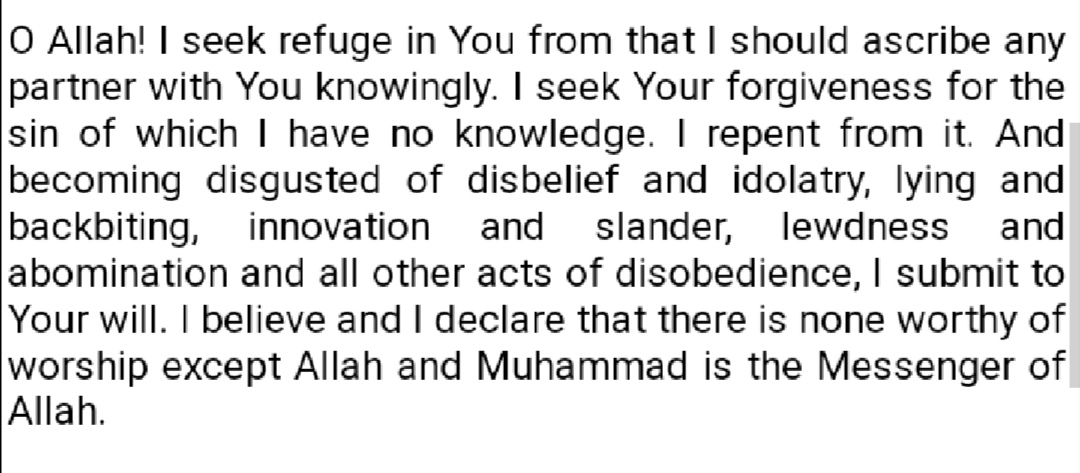 O Allah! I seek refuge in You from that I should ascribe any
partner with You knowingly. I seek Your forgiveness for the
sin of which I have no knowledge. I repent from it. And
becoming disgusted of disbelief and idolatry, lying and
backbiting, innovation and slander, lewdness and
abomination and all other acts of disobedience, I submit to
Your will. I believe and I declare that there is none worthy of
worship except Allah and Muhammad is the Messenger of
Allah.